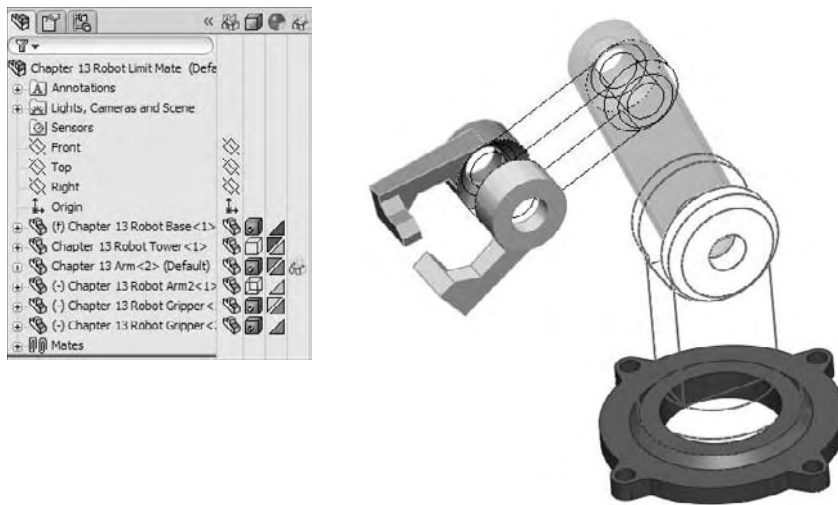 Chapter 13 Robot Limit Mate (Defa
A Annotations
Lights, Cameras and Scene
Sensors
Front
Top
Right
Origin
(f) Chapter 13 Robot Base<1>
Chapter 13 Robot Tower<1>
Chapter 13 Arm<2> (Default)
(-) Chapter 13 Robot Arm2<1>
(-) Chapter 13 Robot Gripper<
(-) Chapter 13 Robot Gripper<
Mates